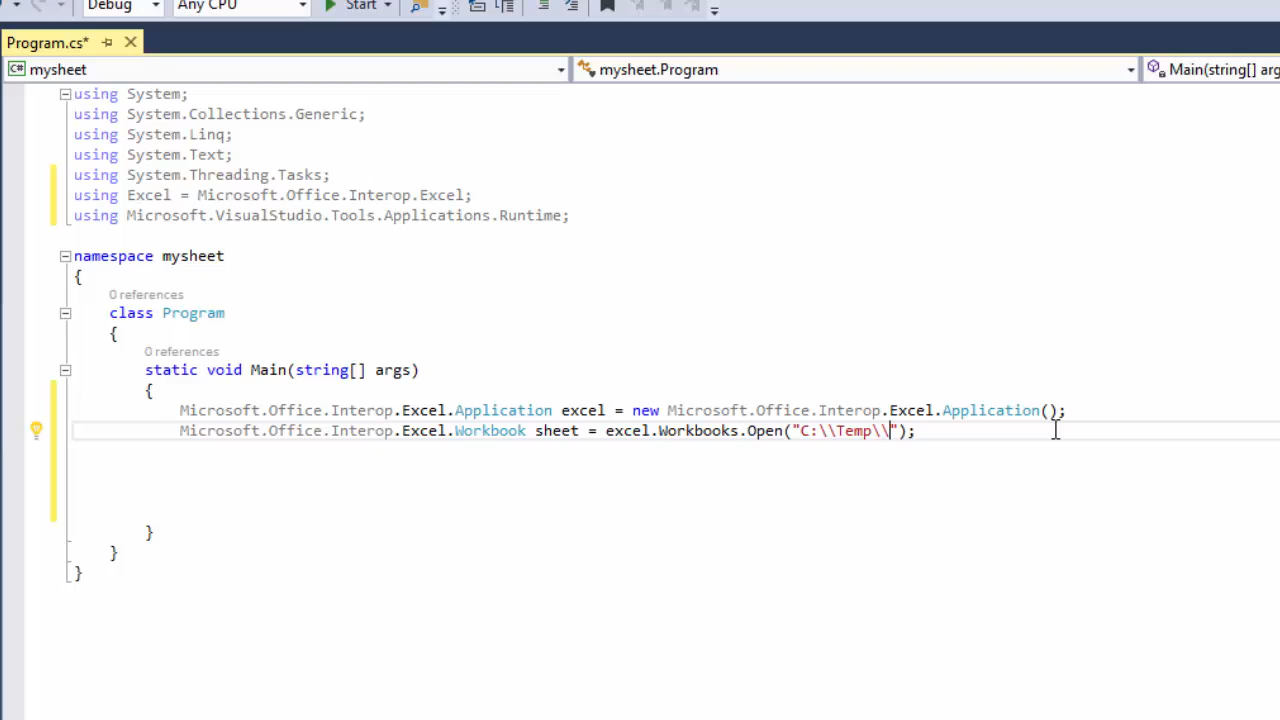 Debug Any CPU Start
Program.cs*
C# mysheet mysheet.Program Main(string[] arg
using System;
using System.Collections.Generic;
using System.Linq;
using System.Text;
using System.Threading.Tasks;
using Excel = Microsoft.Office.Interop.Excel;
using Microsoft.VisualStudio.Tools.Applications.Runtime;
namespace mysheet
{
0 references
class Program
{
0 references
static void Main(string[] args)
{
Microsoft.Office.Interop.Excel.Application excel = new Microsoft.Office.Interop.Excel.Application();
Microsoft.Office.Interop.Excel.Workbook sheet = excel.Workbooks.Open("C:\\Temp\\");
}
}
}